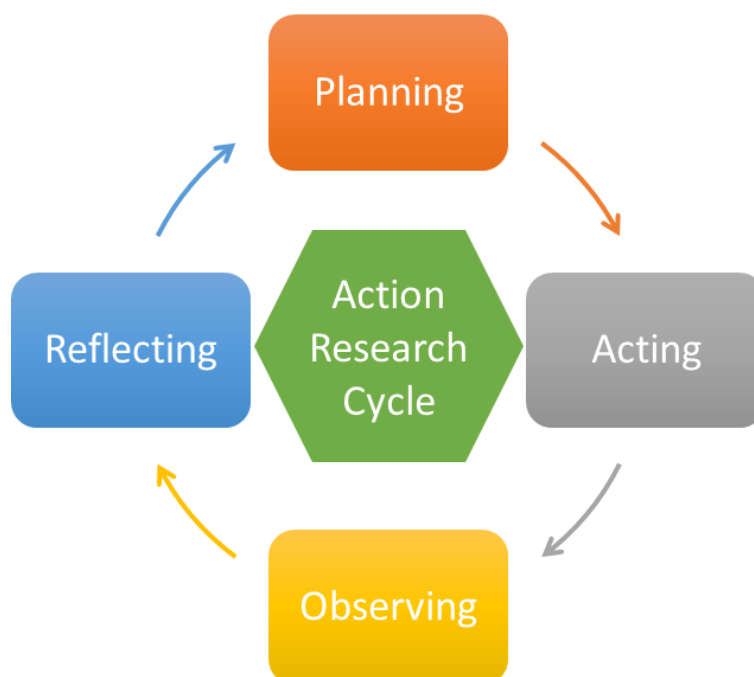 Planning
Action
Research
Cycle
Reflecting
Acting
Observing